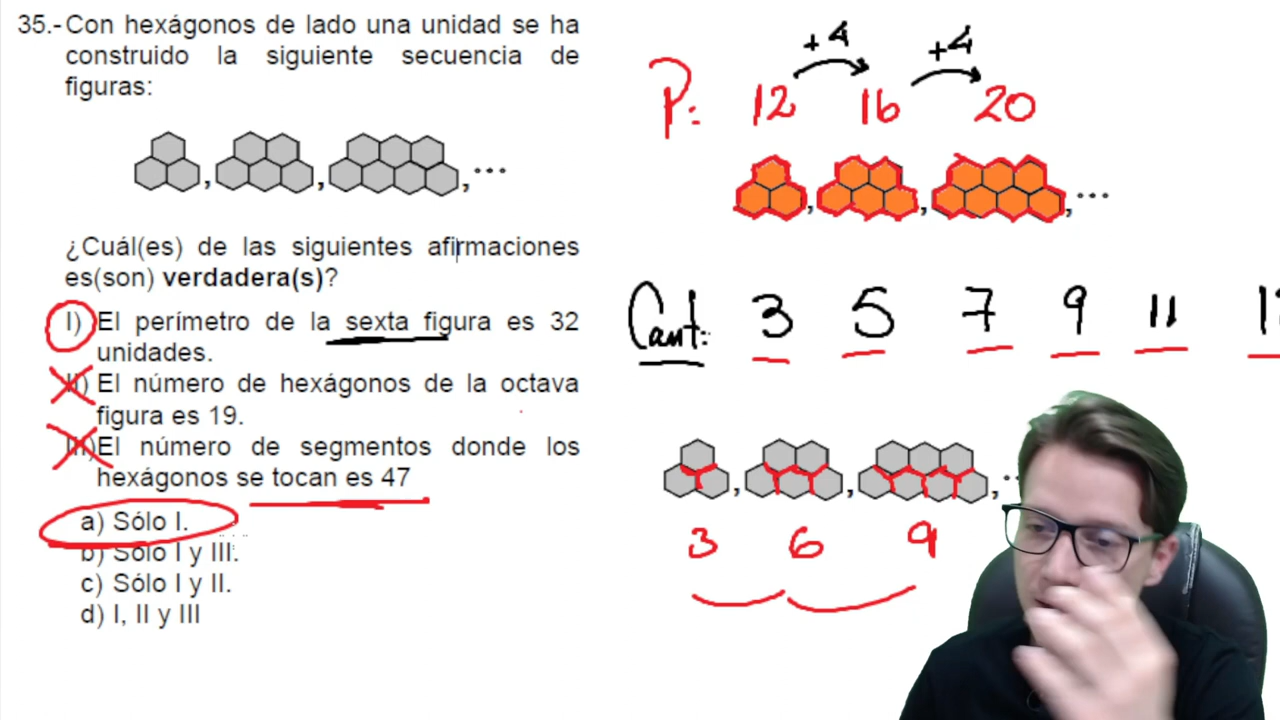 35.- Con hexágonos de lado una unidad se ha
construido la siguiente secuencia de
figuras:
, , , ...
¿Cuál(es) de las siguientes afirmaciones
es(son) verdadera(s)?
I) El perímetro de la sexta figura es 32
unidades.
II) El número de hexágonos de la octava
figura es 19.
III) El número de segmentos donde los
hexágonos se tocan es 47
a) Sólo I.
b) Sólo I y III.
c) Sólo I y II.
d) I, II y III
+4 +4
P: 12 16 20
, , , ...
Cant: 3 5 7 9 11
, , , ...
3 6 9